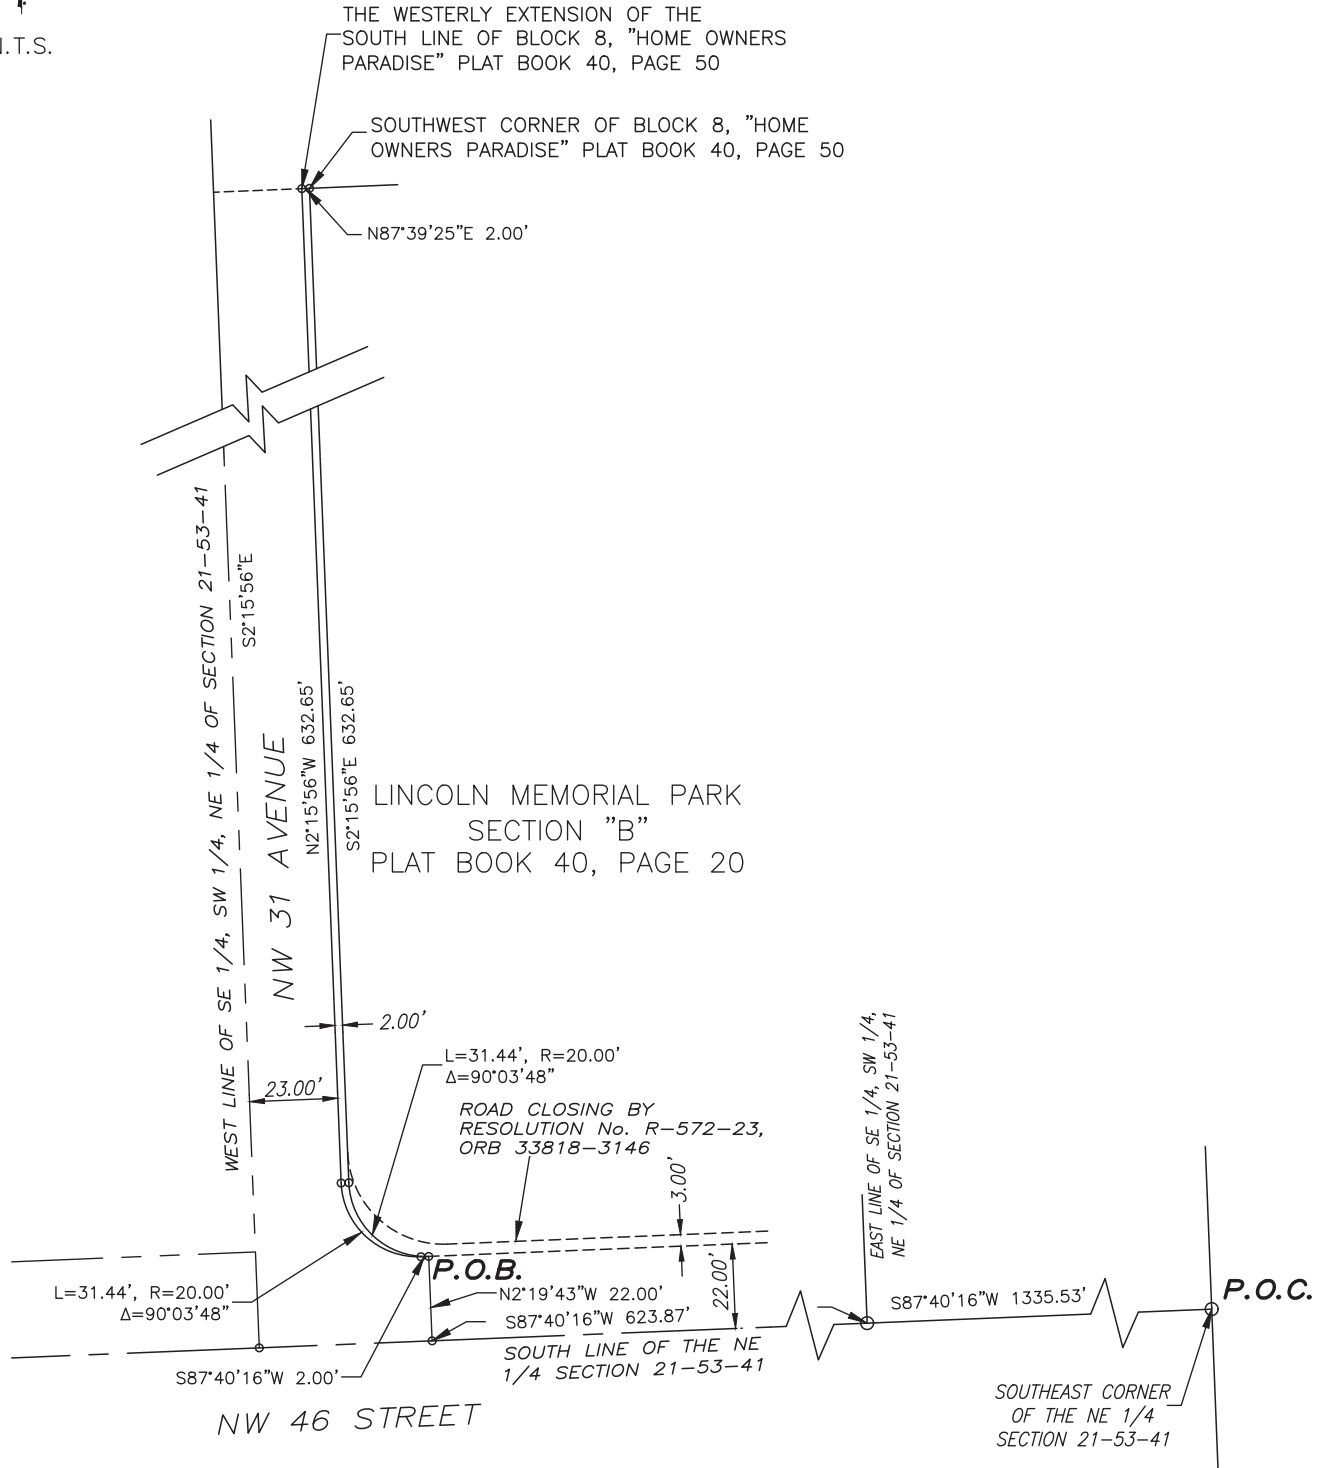 N.T.S.
THE WESTERLY EXTENSION OF THE
SOUTH LINE OF BLOCK 8, "HOME OWNERS
PARADISE" PLAT BOOK 40, PAGE 50
SOUTHWEST CORNER OF BLOCK 8, "HOME
OWNERS PARADISE" PLAT BOOK 40, PAGE 50
N87°39'25"E 2.00'
WEST LINE OF SE 1/4, SW 1/4, NE 1/4 OF SECTION 21-53-41
S2°15'56"E
NW 31 AVENUE
N2°15'56"W 632.65'
S2°15'56"E 632.65'
LINCOLN MEMORIAL PARK
SECTION "B"
PLAT BOOK 40, PAGE 20
2.00'
L=31.44', R=20.00'
Δ=90°03'48"
23.00'
ROAD CLOSING BY
RESOLUTION No. R-572-23,
ORB 33818-3146
3.00'
EAST LINE OF SE 1/4, SW 1/4,
NE 1/4 OF SECTION 21-53-41
P.O.B.
22.00'
L=31.44', R=20.00'
Δ=90°03'48"
N2°19'43"W 22.00'
S87°40'16"W 623.87'
S87°40'16"W 1335.53'
P.O.C.
SOUTH LINE OF THE NE
1/4 SECTION 21-53-41
S87°40'16"W 2.00'
SOUTHEAST CORNER
OF THE NE 1/4
SECTION 21-53-41
NW 46 STREET